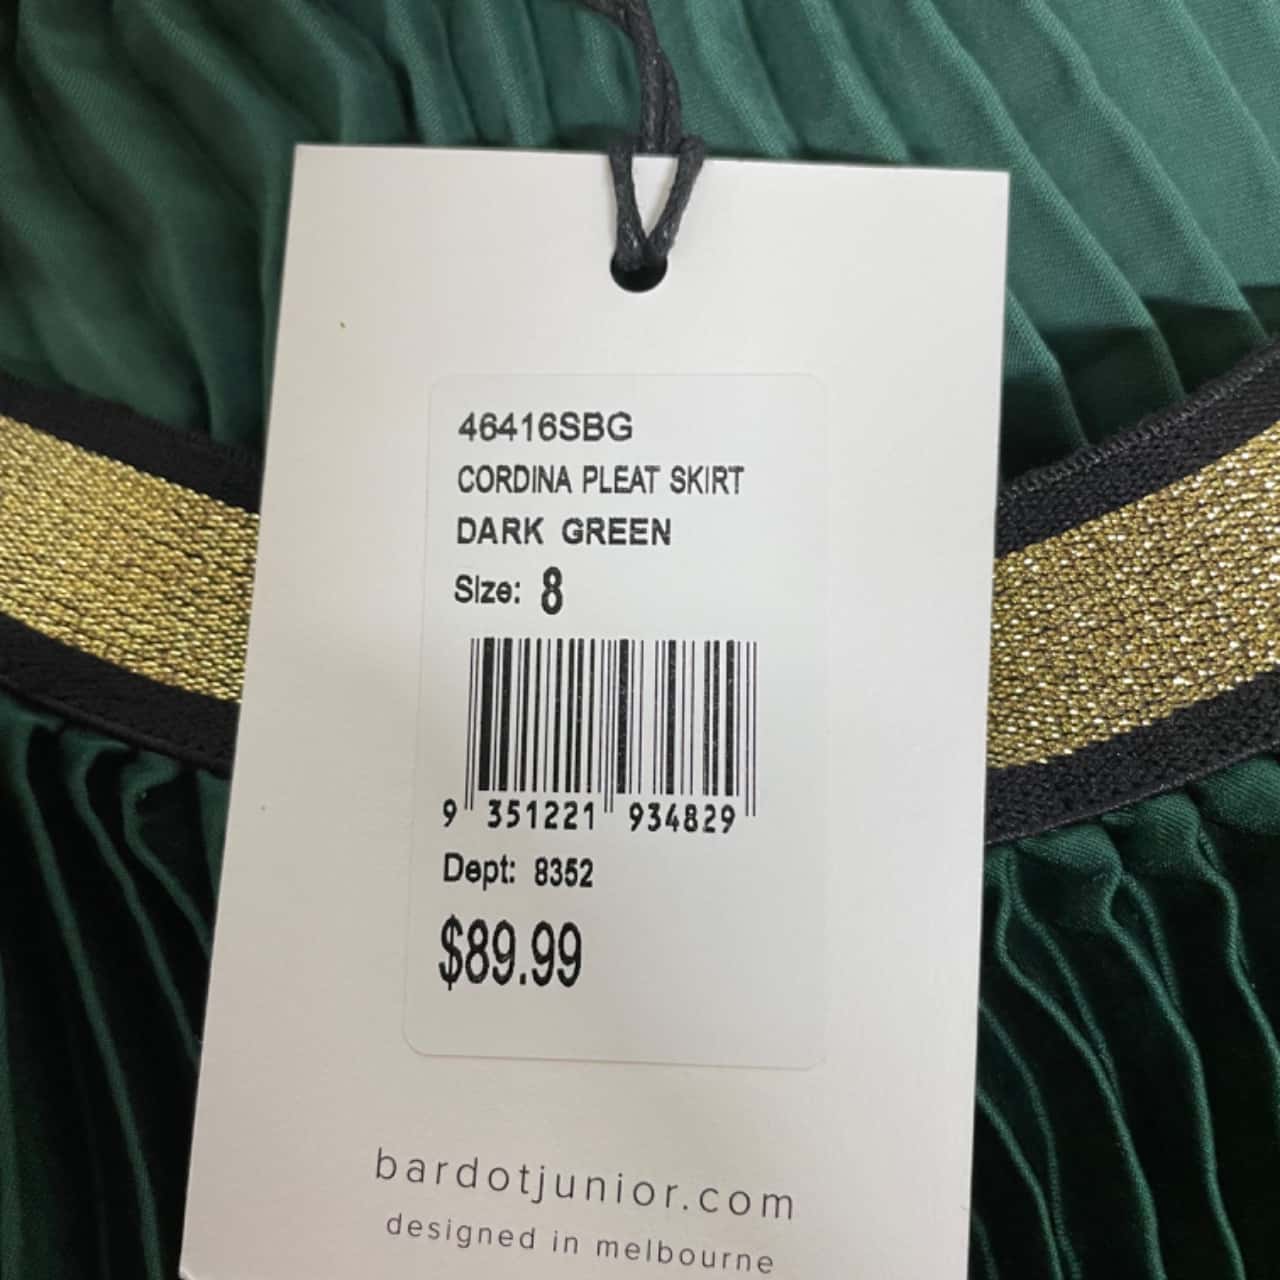 46416SBG
CORDINA PLEAT SKIRT
DARK GREEN
Size: 8
9 351221 934829
Dept: 8352
$89.99
bardotjunior.com
designed in melbourne